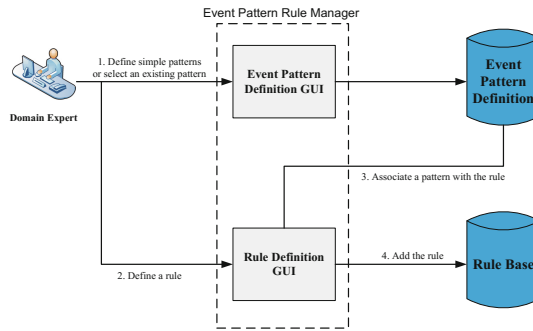 Event Pattern Rule Manager
1. Define simple patterns
or select an existing pattern
Event Pattern
Definition GUI
Event
Pattern
Definition
Domain Expert
3. Associate a pattern with the rule
2. Define a rule
Rule Definition
GUI
4. Add the rule
Rule Base